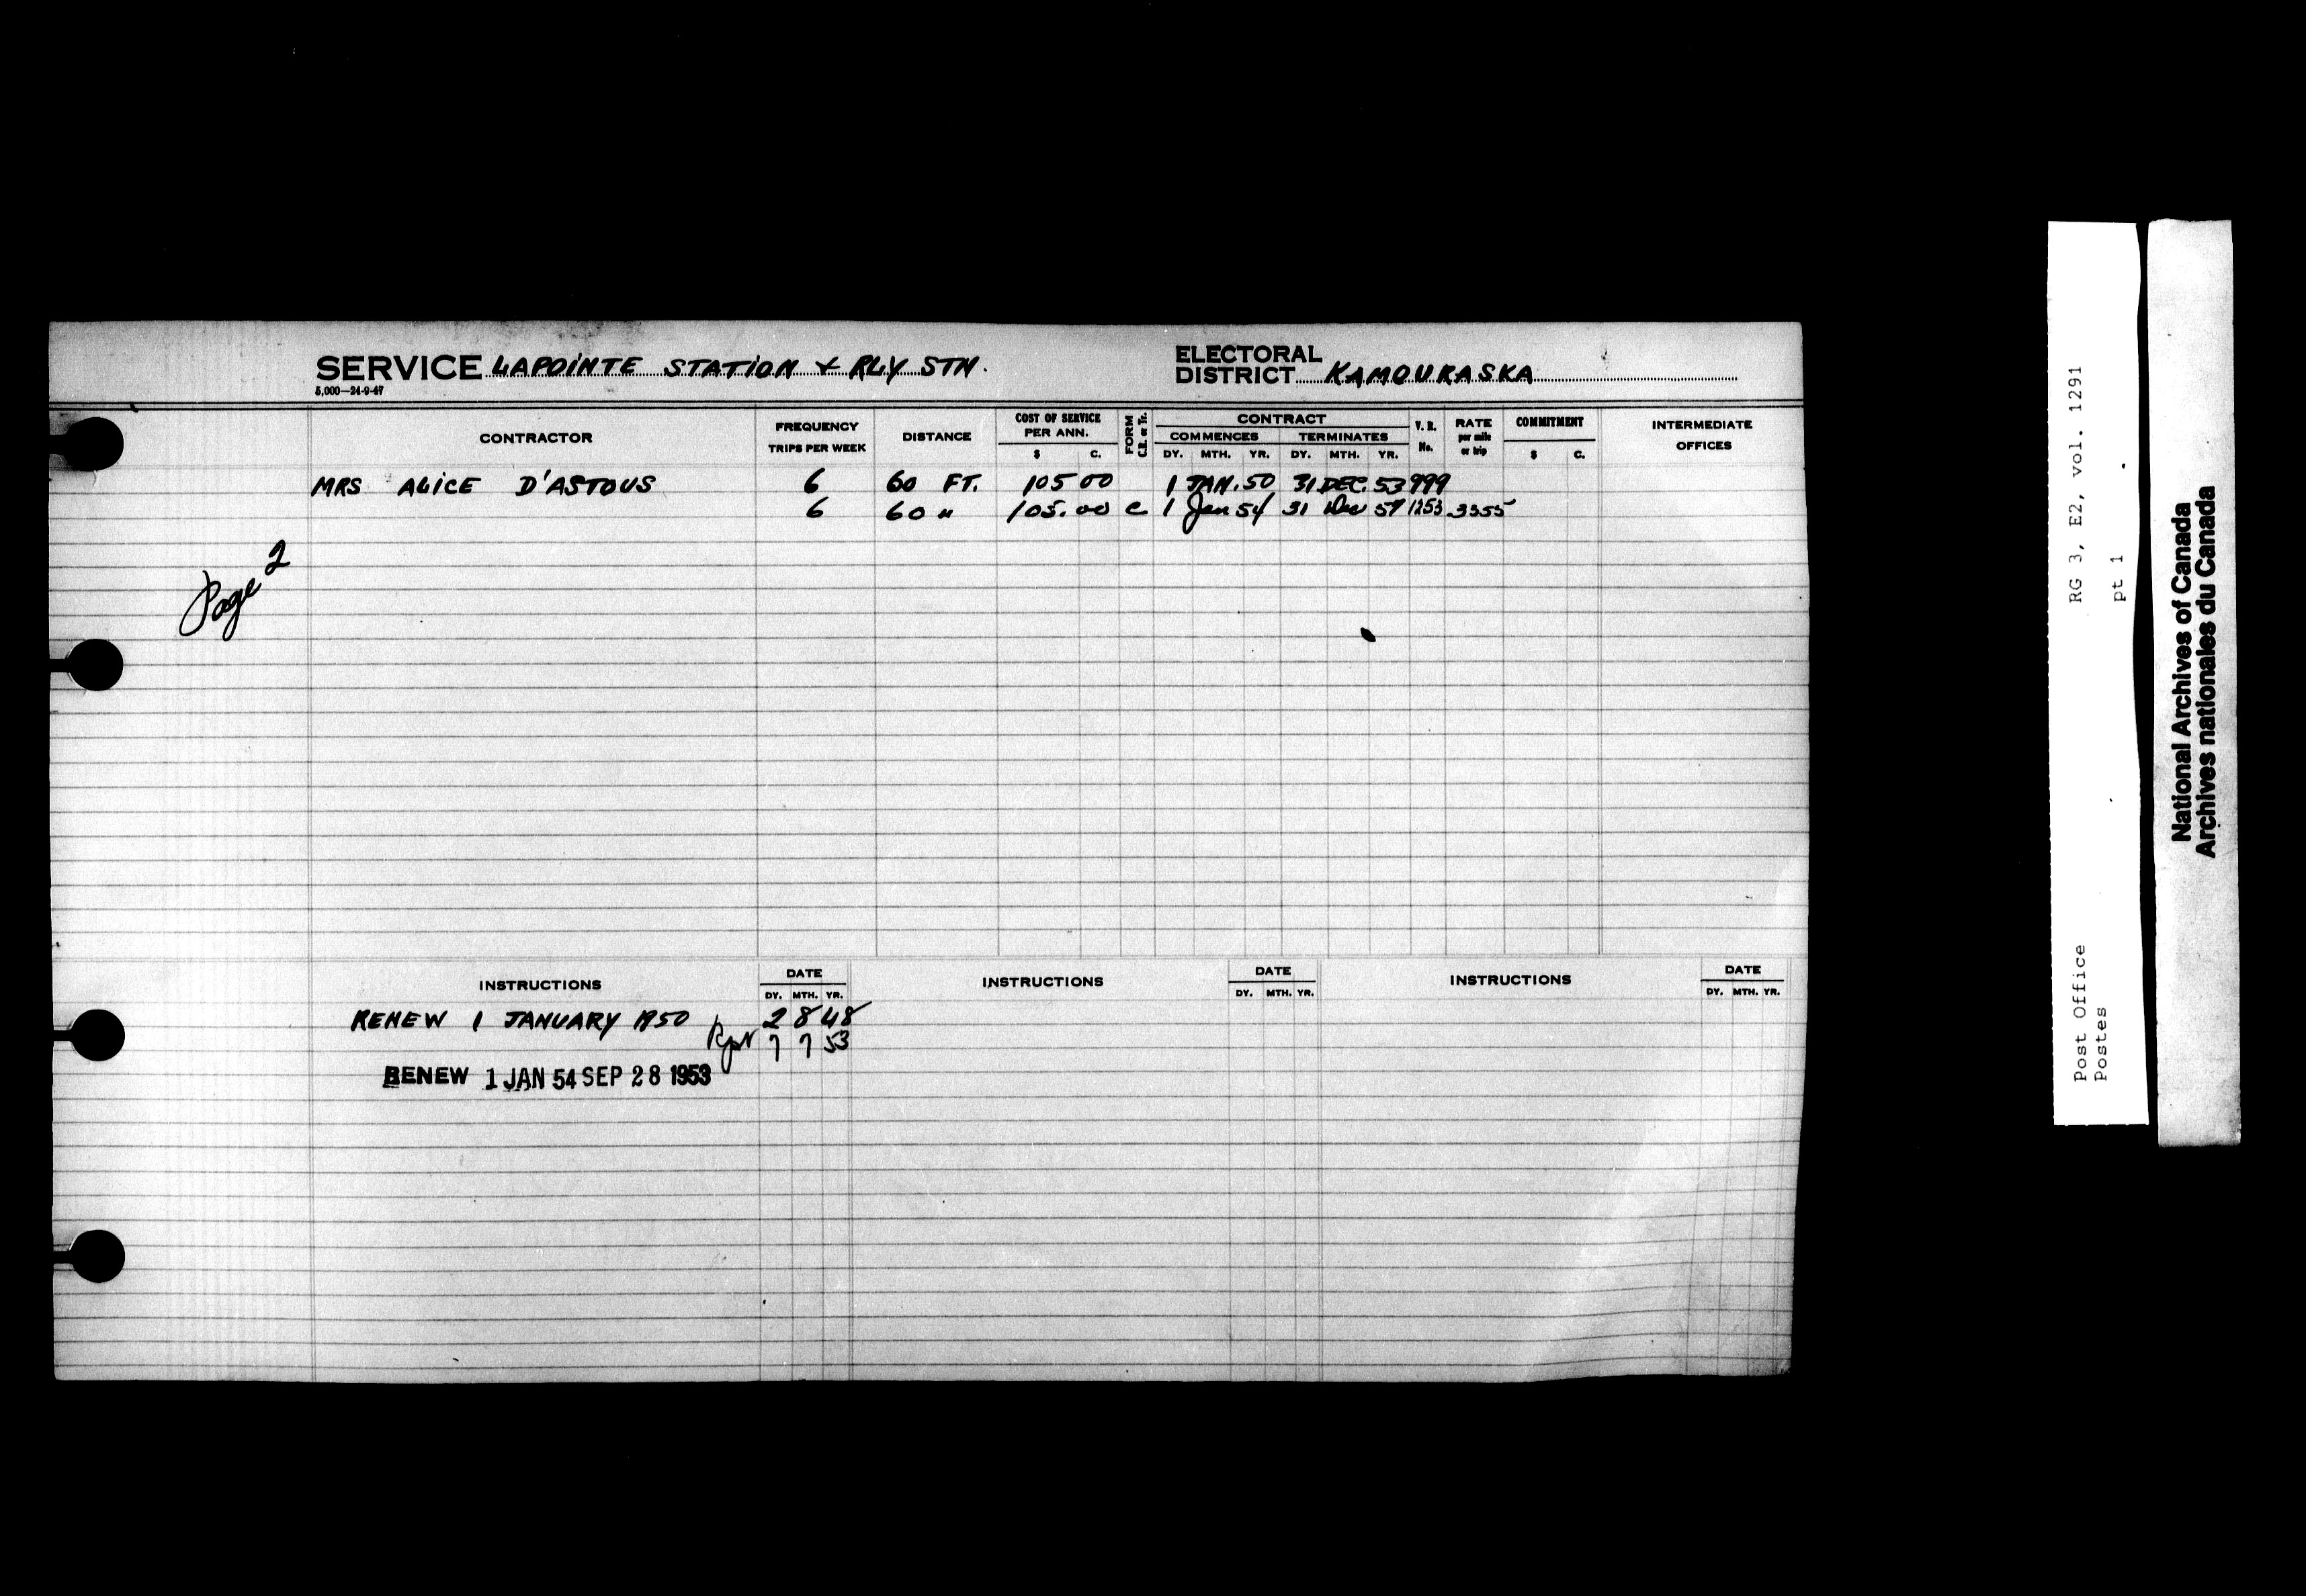 SERVICE LAPOINTE STATION & RLY STN.
5,000—24-9-47
ELECTORAL DISTRICT KAMOURASKA
CONTRACTOR FREQUENCY TRIPS PER WEEK DISTANCE COST OF SERVICE PER ANN. $ C. FORM C.R. or Tr. CONTRACT COMMENCES DY. MTH. YR. TERMINATES DY. MTH. YR. V. R. No. RATE per mile or trip COMMITMENT $ C. INTERMEDIATE OFFICES
MRS ALICE D'ASTOUS 6 60 FT. 105 00 1 JAN. 50 31 DEC. 53 999
6 60 " 105.00 C 1 Jan 54 31 Dec 57 1253 .3355
Page 2
INSTRUCTIONS DATE DY. MTH. YR. INSTRUCTIONS DATE DY. MTH. YR. INSTRUCTIONS DATE DY. MTH. YR.
RENEW 1 JANUARY 1950 2 8 48
7 7 53
RENEW 1 JAN 54 SEP 28 1953
RG 3, E2, vol. 1291
pt 1
Post Office
Postes
National Archives of Canada
Archives nationales du Canada